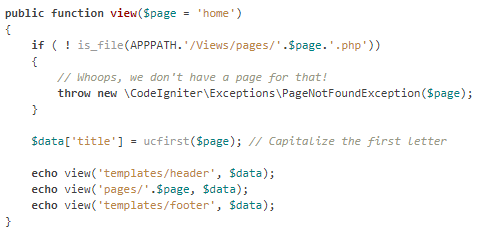 public function view($page = 'home')
{
    if ( ! is_file(APPPATH.'/Views/pages/'.$page.'.php'))
    {
        // Whoops, we don't have a page for that!
        throw new \CodeIgniter\Exceptions\PageNotFoundException($page);
    }

    $data['title'] = ucfirst($page); // Capitalize the first letter

    echo view('templates/header', $data);
    echo view('pages/'.$page, $data);
    echo view('templates/footer', $data);
}